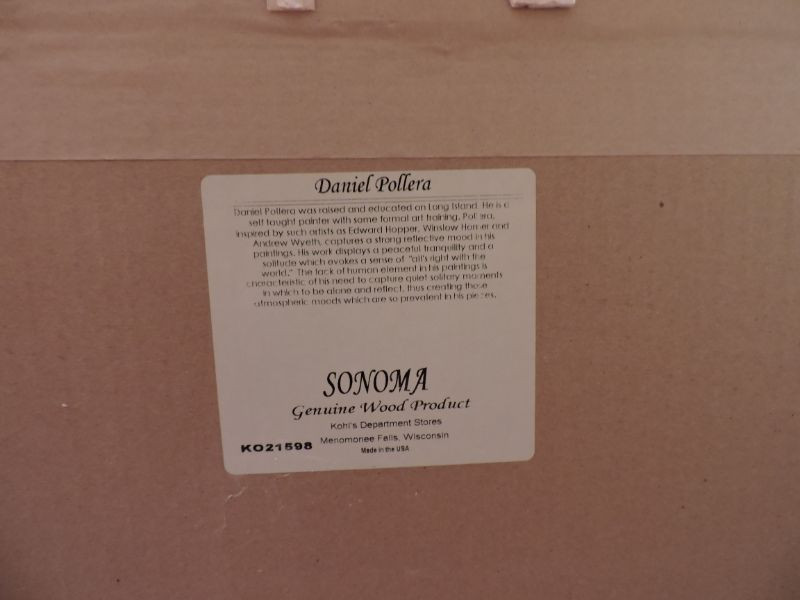 Daniel Pollera
Daniel Pollera was raised and educated on Long Island. He is a
self taught painter with some formal art training. Pollera,
inspired by such artists as Edward Hopper, Winslow Homer and
Andrew Wyeth, captures a strong reflective mood in his
paintings. His work displays a peaceful tranquility and a
solitude which evokes a sense of "all's right with the
world." The lack of human element in his paintings is
characteristic of his need to capture quiet solitary moments
in which to be alone and reflect, thus creating those
atmospheric moods which are so prevalent in his pieces.
SONOMA
Genuine Wood Product
Kohl's Department Stores
Menomonee Falls, Wisconsin
KO21598
Made in the USA